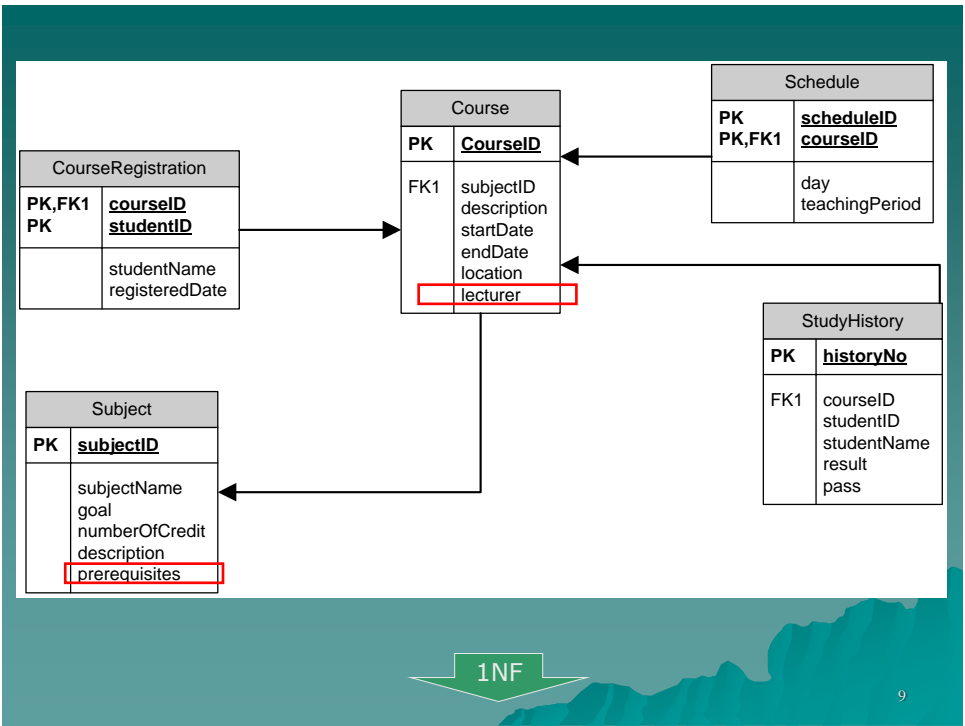 Schedule
PK scheduleID
PK,FK1 courseID
day
teachingPeriod
Course
PK CourseID
FK1 subjectID
description
startDate
endDate
location
lecturer
CourseRegistration
PK,FK1 courseID
PK studentID
studentName
registeredDate
StudyHistory
PK historyNo
FK1 courseID
studentID
studentName
result
pass
Subject
PK subjectID
subjectName
goal
numberOfCredit
description
prerequisites
1NF
9